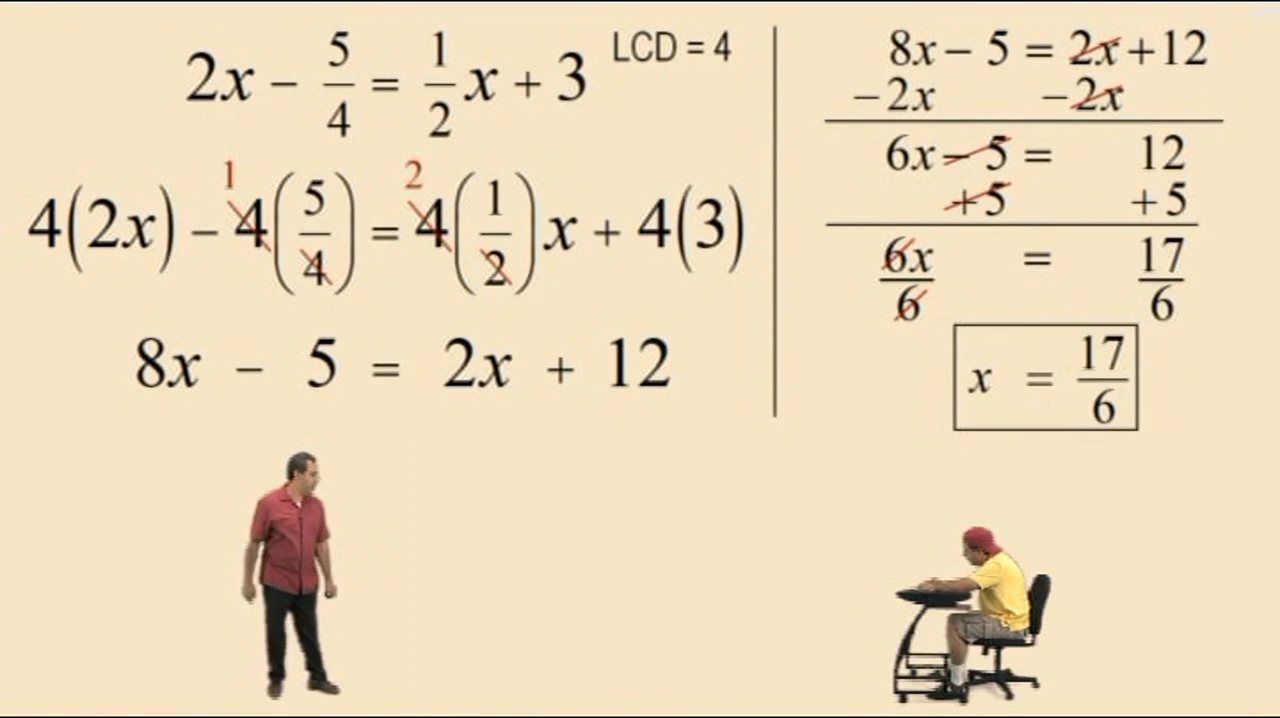 2x − 5/4 = 1/2 x + 3 LCD = 4
1 2
4(2x) − 4(5/4) = 4(1/2)x + 4(3)
8x − 5 = 2x + 12
8x − 5 = 2x + 12
− 2x − 2x
6x − 5 = 12
+5 +5
6x/6 = 17/6
x = 17/6